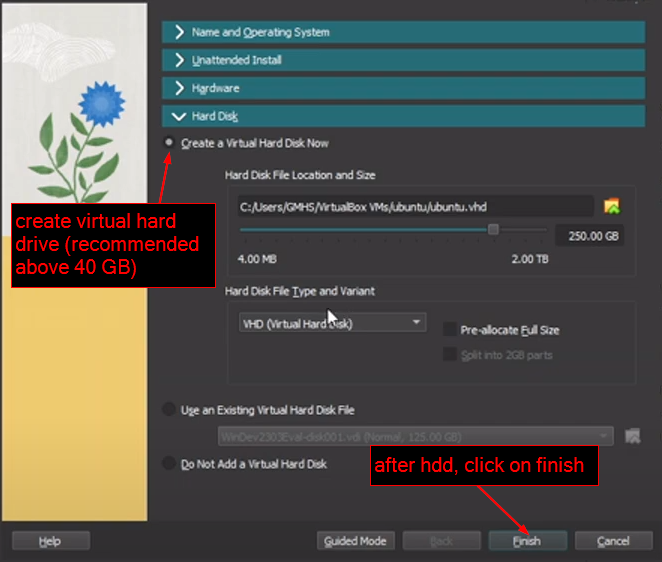 Name and Operating System
Unattended Install
Hardware
Hard Disk
Create a Virtual Hard Disk Now
Hard Disk File Location and Size
C:/Users/GMHS/VirtualBox VMs/ubuntu/ubuntu.vhd
250.00 GB
4.00 MB
2.00 TB
create virtual hard
drive (recommended
above 40 GB)
Hard Disk File Type and Variant
VHD (Virtual Hard Disk)
Pre-allocate Full Size
Split into 2GB parts
Use an Existing Virtual Hard Disk File
WinDev2303Eval-disk001.vdi (Normal, 125.00 GB)
Do Not Add a Virtual Hard Disk
after hdd, click on finish
Help
Guided Mode
Back
Finish
Cancel